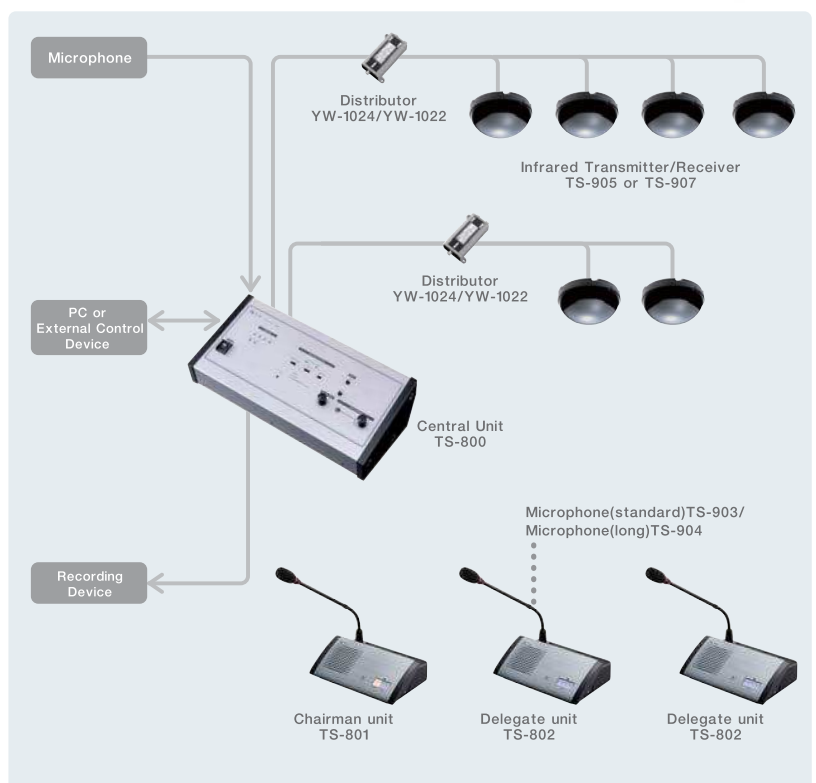 Microphone
Distributor
YW-1024/YW-1022
Infrared Transmitter/Receiver
TS-905 or TS-907
Distributor
YW-1024/YW-1022
PC or
External Control
Device
Central Unit
TS-800
Microphone(standard)TS-903/
Microphone(long)TS-904
Recording
Device
Chairman unit
TS-801
Delegate unit
TS-802
Delegate unit
TS-802